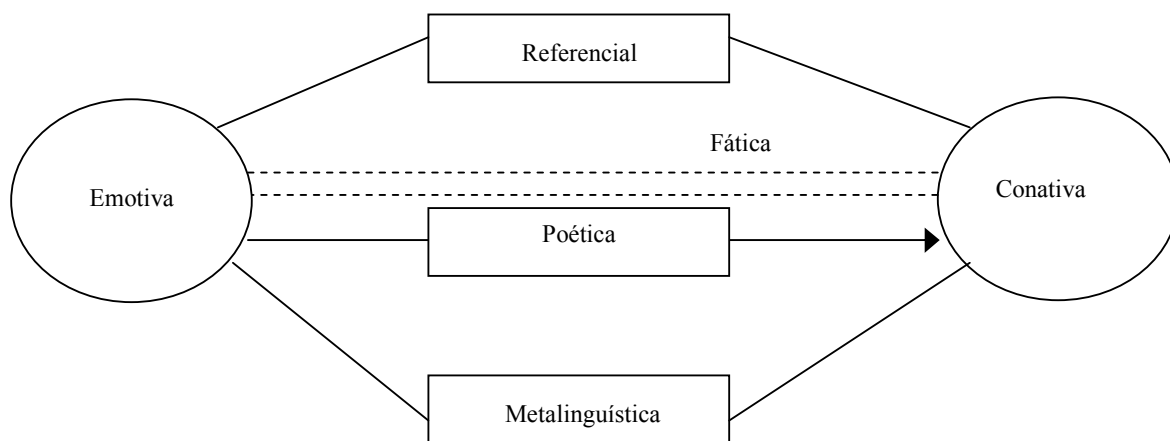 Referencial
Fática
Emotiva
Conativa
Poética
Metalinguística